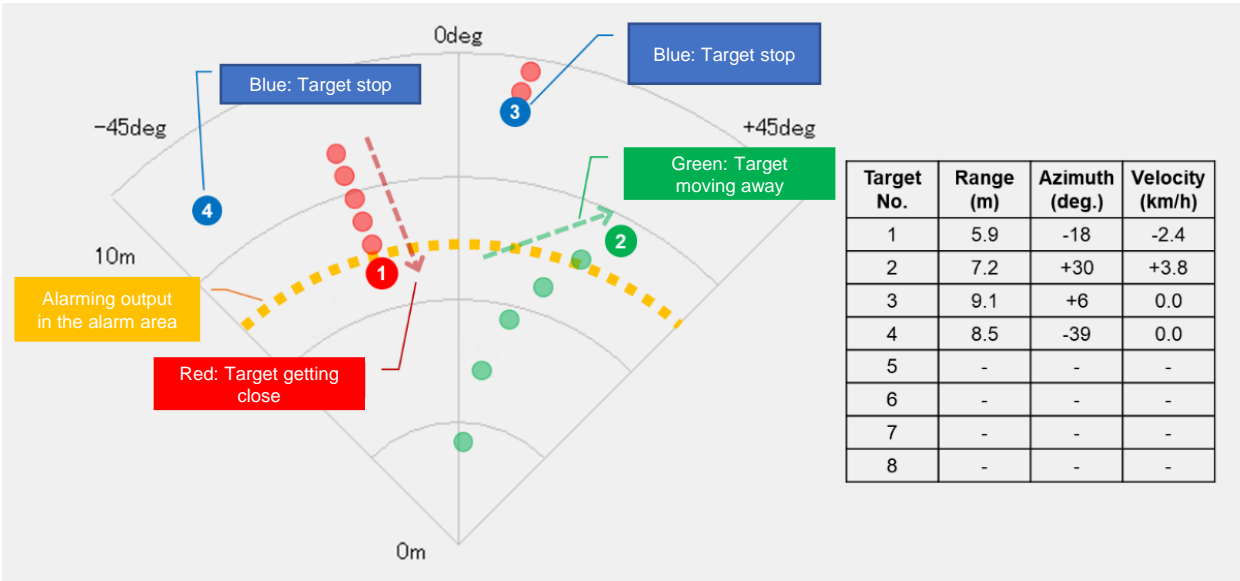 0deg
Blue: Target stop
Blue: Target stop
-45deg
+45deg
3
Green: Target
moving away
4
2
10m
1
Alarming output
in the alarm area
Red: Target getting
close
0m
Target No. Range (m) Azimuth (deg.) Velocity (km/h)
1 5.9 -18 -2.4
2 7.2 +30 +3.8
3 9.1 +6 0.0
4 8.5 -39 0.0
5 - - -
6 - - -
7 - - -
8 - - -